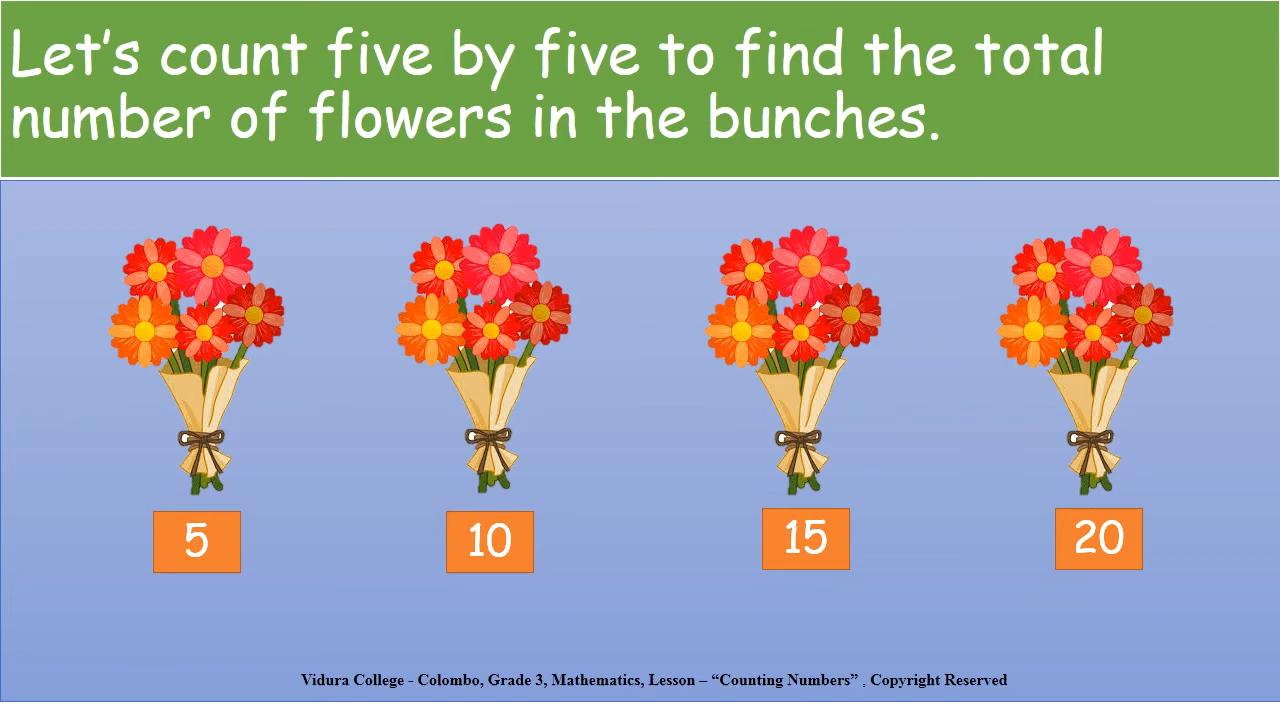 Let’s count five by five to find the total
number of flowers in the bunches.
5
10
15
20
Vidura College - Colombo, Grade 3, Mathematics, Lesson – “Counting Numbers” , Copyright Reserved